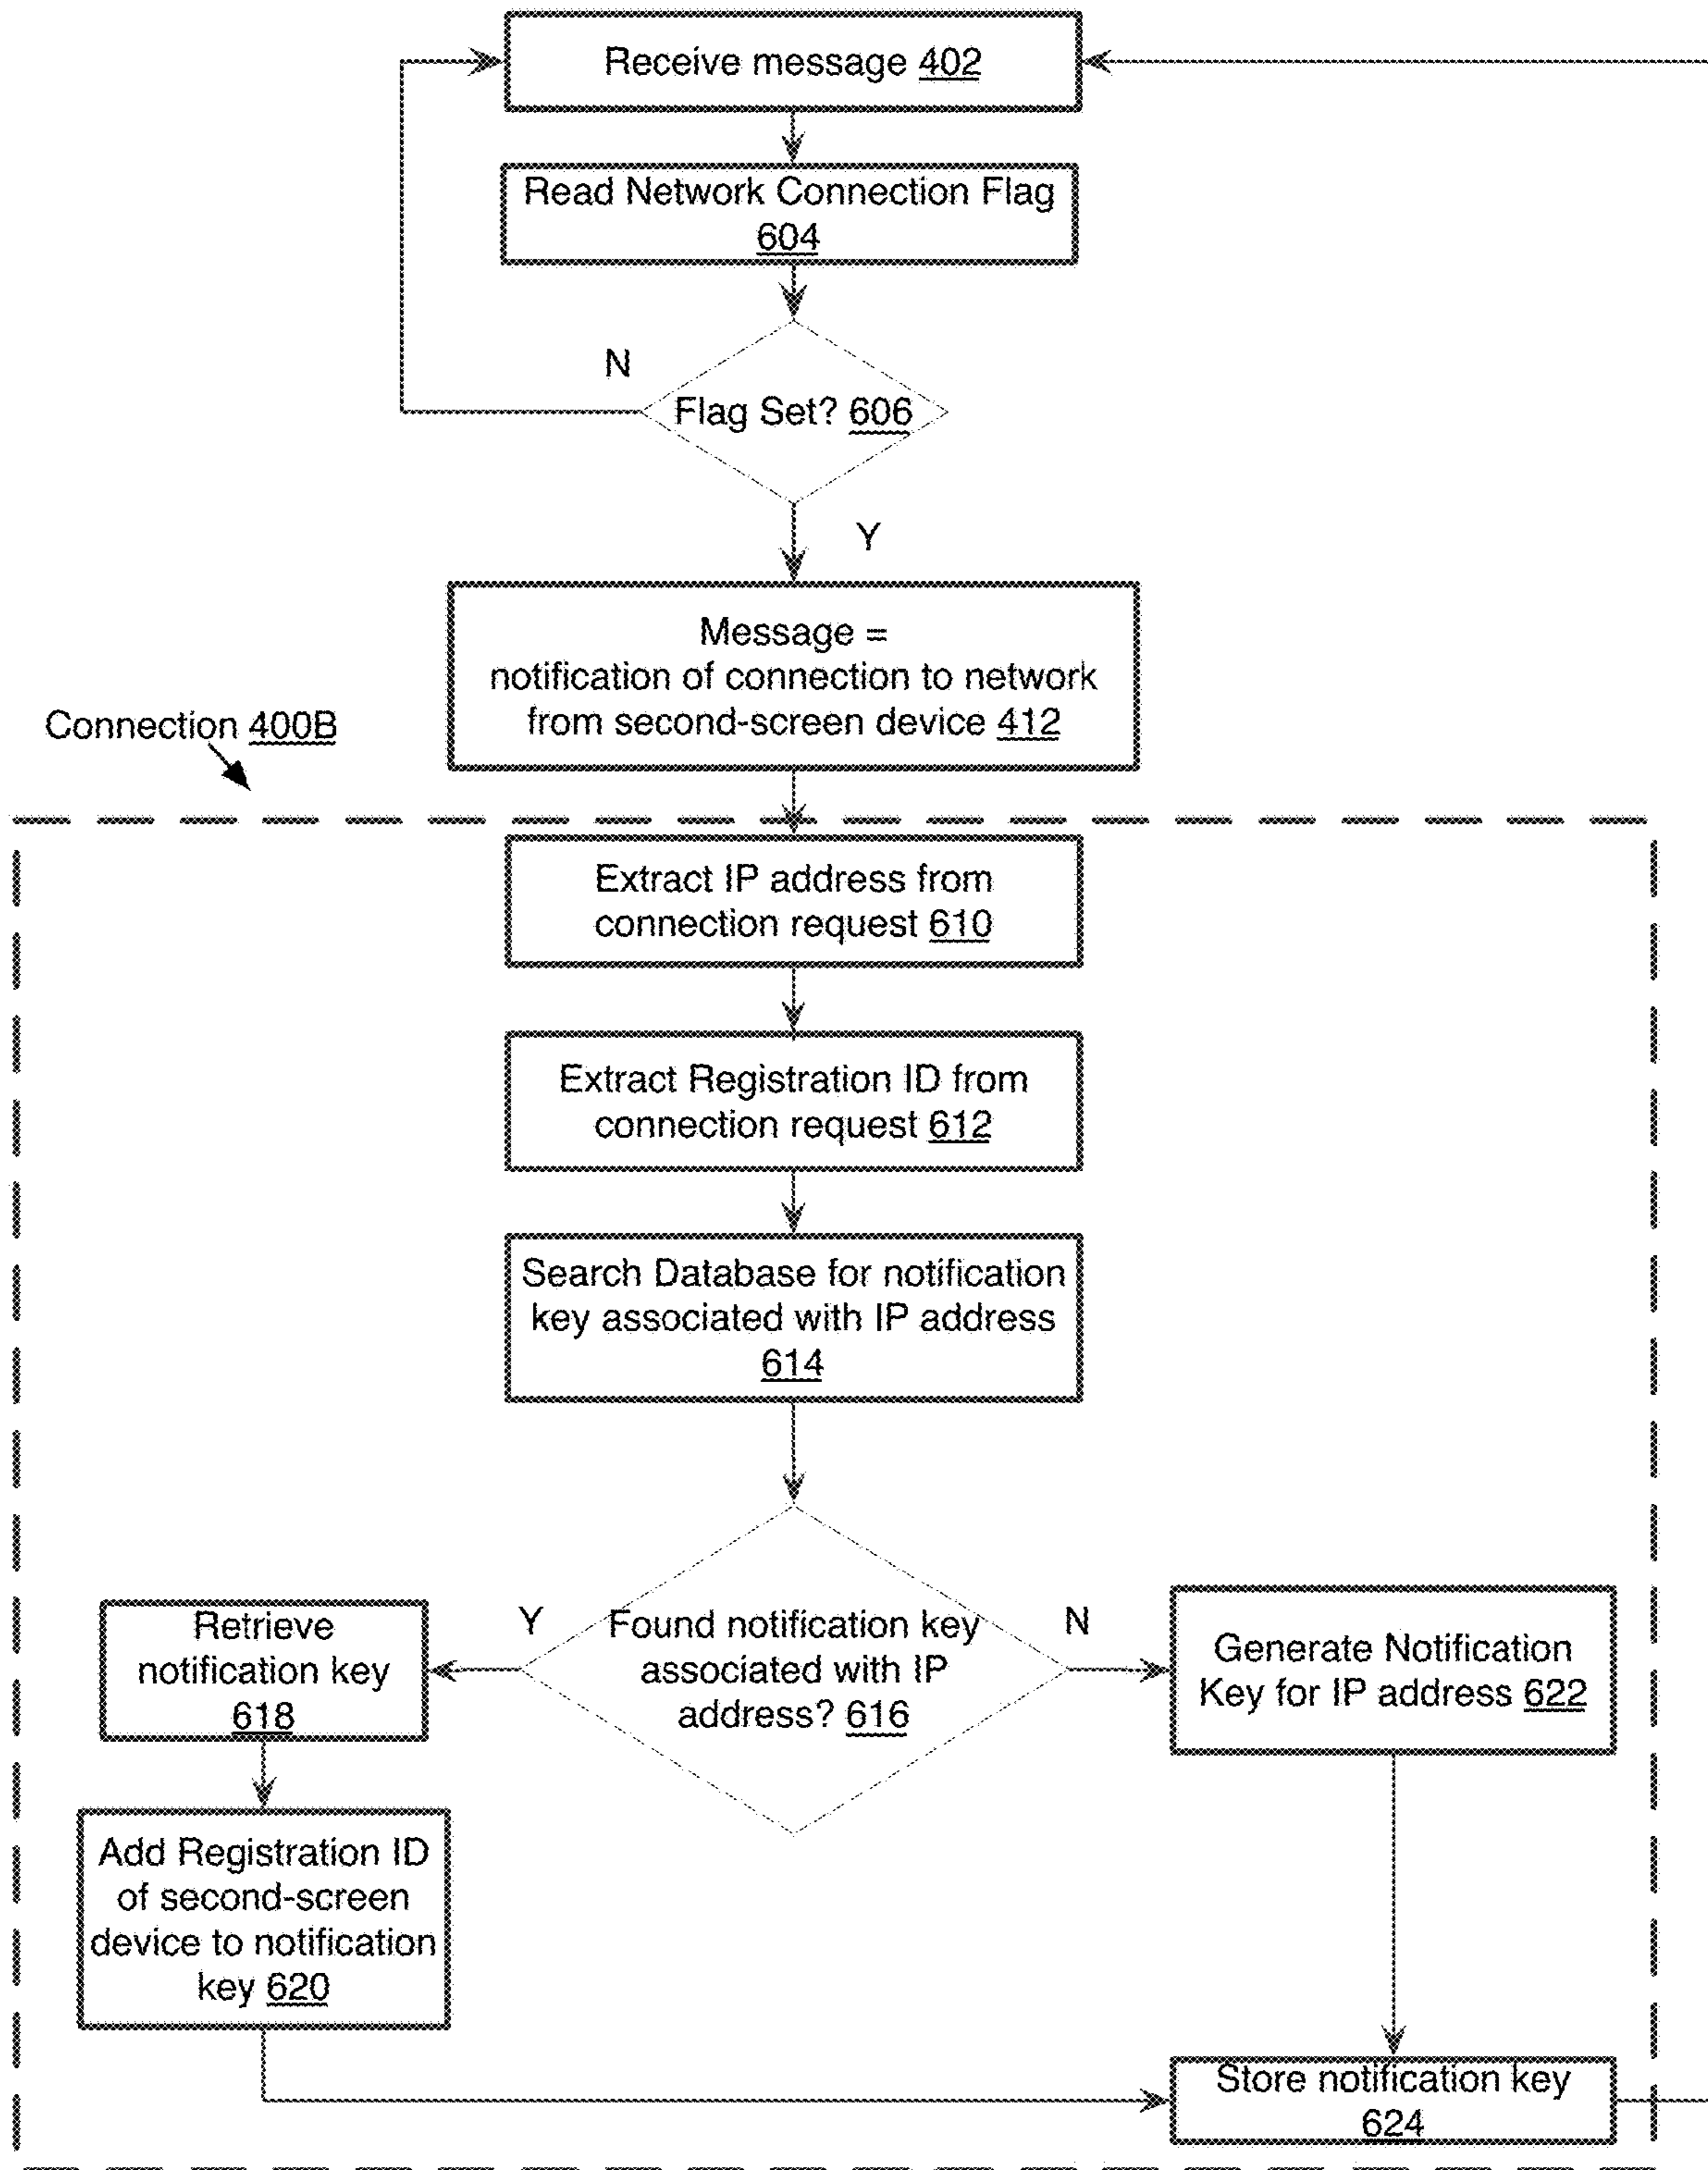 Receive message 402
Read Network Connection Flag
604
N
Flag Set? 606
Y
Message =
notification of connection to network
from second-screen device 412
Connection 400B
Extract IP address from
connection request 610
Extract Registration ID from
connection request 612
Search Database for notification
key associated with IP address
614
Retrieve
notification key
618
Y
Found notification key
associated with IP
address? 616
N
Generate Notification
Key for IP address 622
Add Registration ID
of second-screen
device to notification
key 620
Store notification key
624